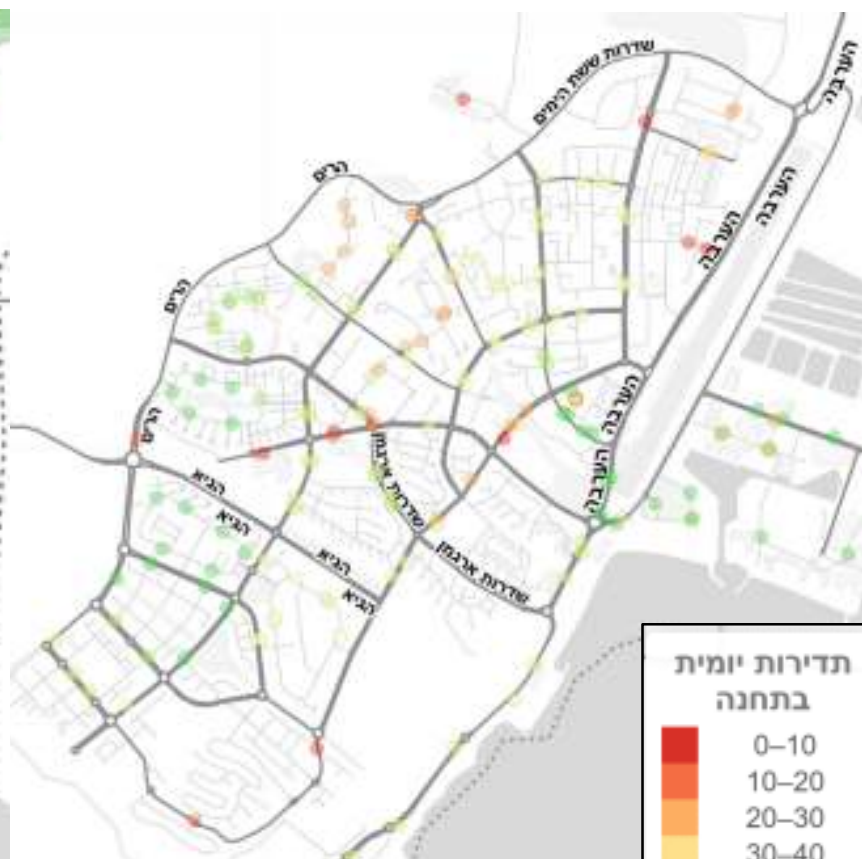 שדרות ששת הימים
הערבה
הערבה
הערבה
הרים
הרים
הערבה
הרים
הערבה
שדרות ארגמן
הגיא
הגיא
הגיא
שדרות ארגמן
הגיא
תדירות יומית
בתחנה
0–10
10–20
20–30
30–40